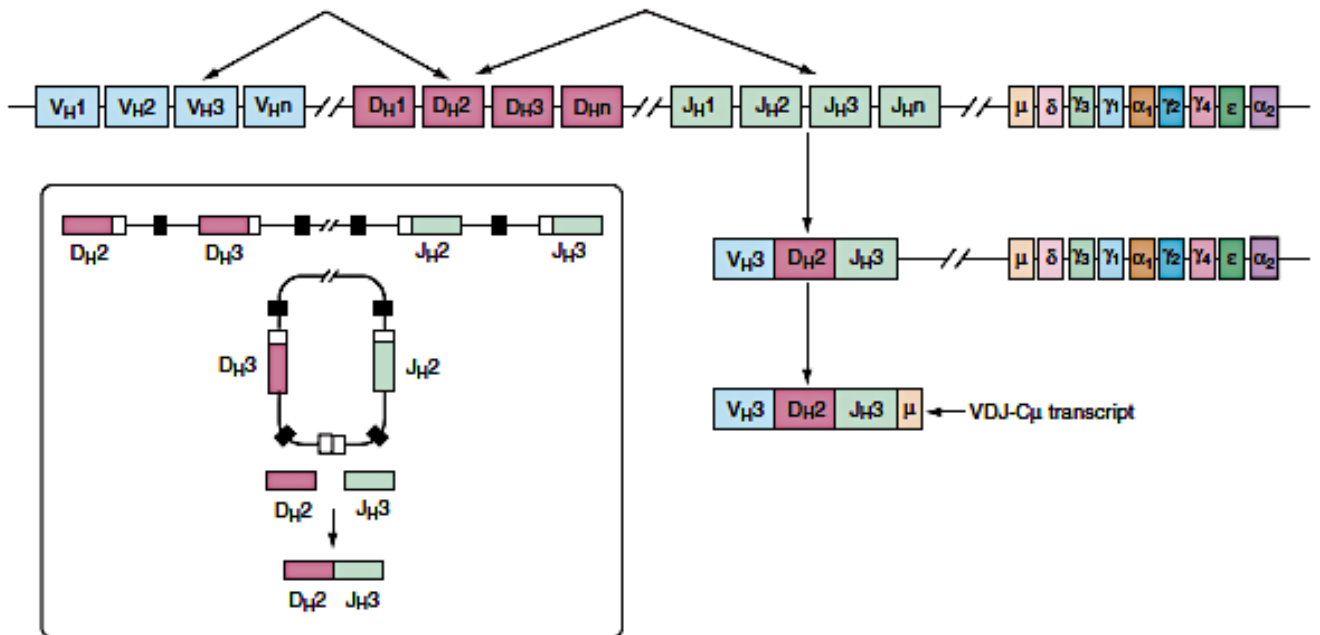 VH1 VH2 VH3 VHn DH1 DH2 DH3 DHn JH1 JH2 JH3 JHn μ δ γ3 γ1 α1 γ2 γ4 ε α2
DH2 DH3 JH2 JH3
VH3 DH2 JH3 μ δ γ3 γ1 α1 γ2 γ4 ε α2
DH3 JH2
VH3 DH2 JH3 μ VDJ-Cμ transcript
DH2 JH3
DH2 JH3